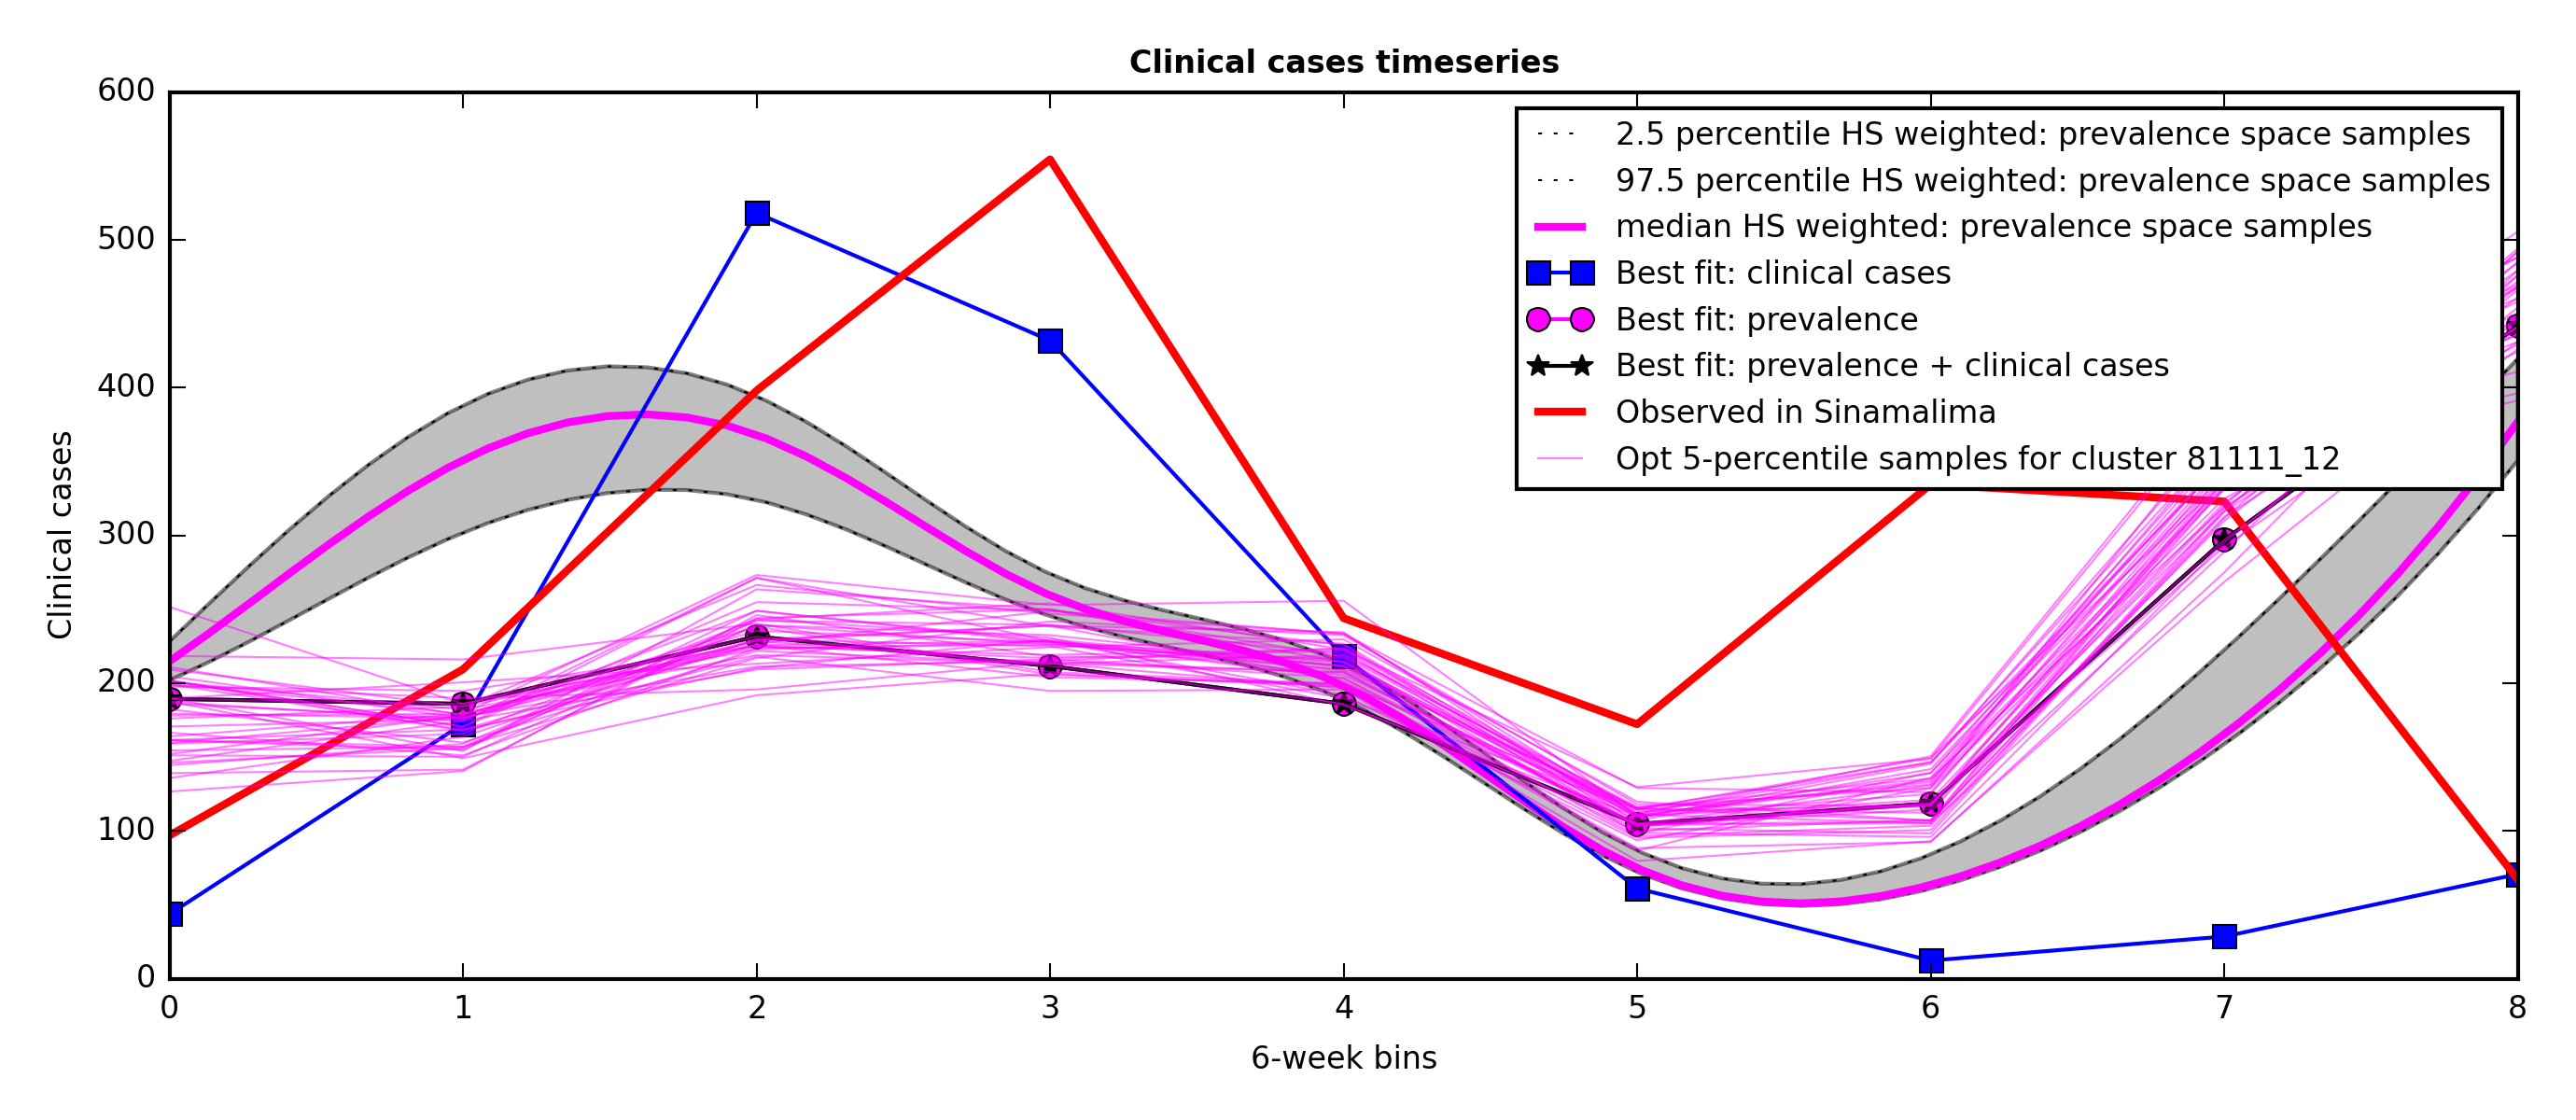 Clinical cases timeseries
600
500
400
300
200
100
0
Clinical cases
2.5 percentile HS weighted: prevalence space samples
97.5 percentile HS weighted: prevalence space samples
median HS weighted: prevalence space samples
Best fit: clinical cases
Best fit: prevalence
Best fit: prevalence + clinical cases
Observed in Sinamalima
Opt 5-percentile samples for cluster 81111_12
0 1 2 3 4 5 6 7 8
6-week bins